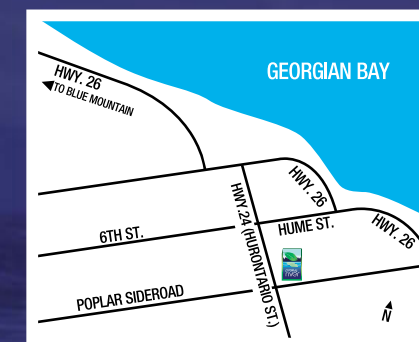 GEORGIAN BAY
HWY. 26
TO BLUE MOUNTAIN
HWY. 26
HWY. 26
HUME ST.
6TH ST.
HWY.24 (HURONTARIO ST.)
POPLAR SIDEROAD
N